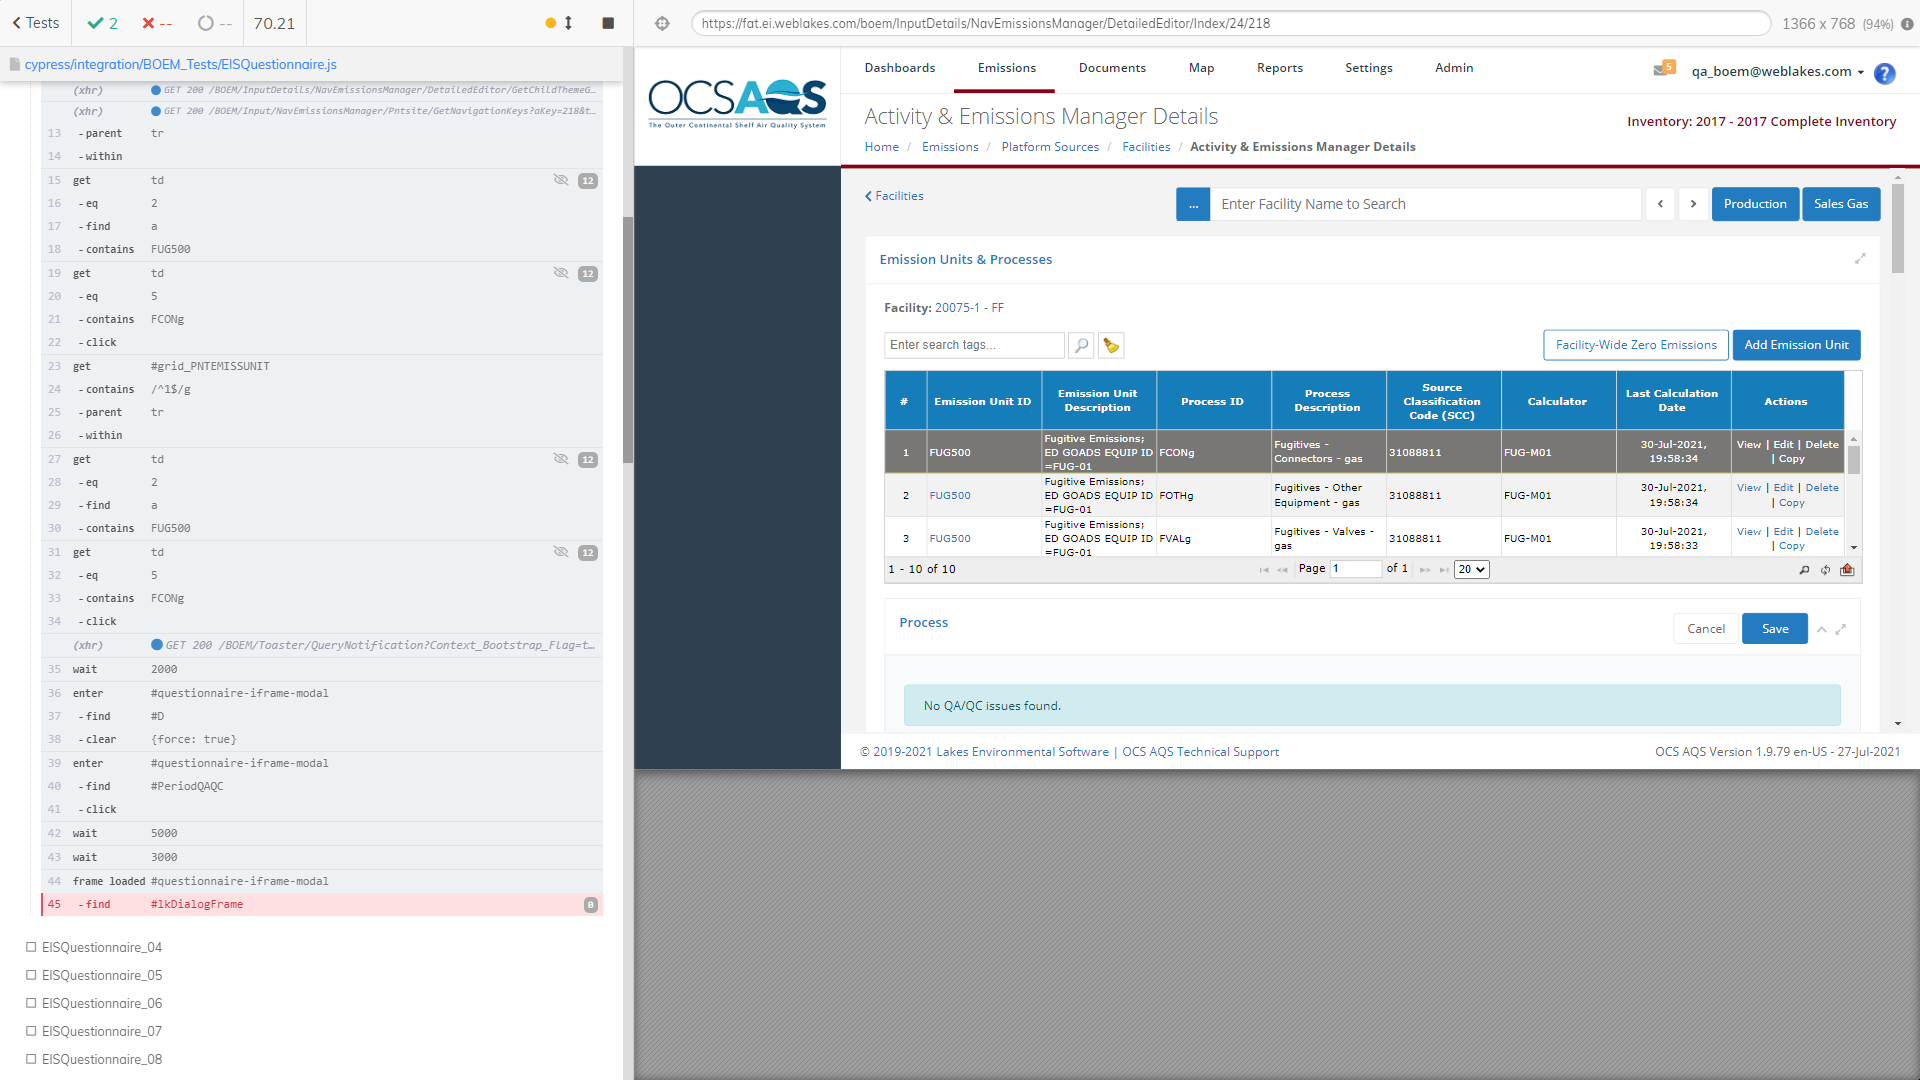 Tests
2
--
--
70.21
https://fat.ei.weblakes.com/boem/InputDetails/NavEmissionsManager/DetailedEditor/Index/24/218
1366 x 768 (94%)
cypress/integration/BOEM_Tests/EISQuestionnaire.js
(xhr) GET 200 /BOEM/InputDetails/NavEmissionsManager/DetailedEditor/GetChildThemeG...
(xhr) GET 200 /BOEM/Input/NavEmissionsManager/Pntsite/GetNavigationKeys?aKey=218&t...
13 -parent tr
14 -within
15 get td 12
16 -eq 2
17 -find a
18 -contains FUG500
19 get td 12
20 -eq 5
21 -contains FCONg
22 -click
23 get #grid_PNTEMISSUNIT
24 -contains /^1$/g
25 -parent tr
26 -within
27 get td 12
28 -eq 2
29 -find a
30 -contains FUG500
31 get td 12
32 -eq 5
33 -contains FCONg
34 -click
(xhr) GET 200 /BOEM/Toaster/QueryNotification?Context_Bootstrap_Flag=t...
35 wait 2000
36 enter #questionnaire-iframe-modal
37 -find #D
38 -clear {force: true}
39 enter #questionnaire-iframe-modal
40 -find #PeriodQAQC
41 -click
42 wait 5000
43 wait 3000
44 frame loaded #questionnaire-iframe-modal
45 -find #lkDialogFrame 0
EISQuestionnaire_04
EISQuestionnaire_05
EISQuestionnaire_06
EISQuestionnaire_07
EISQuestionnaire_08
OCSAQS
The Outer Continental Shelf Air Quality System
Dashboards Emissions Documents Map Reports Settings Admin
5 qa_boem@weblakes.com ?
Activity & Emissions Manager Details
Inventory: 2017 - 2017 Complete Inventory
Home / Emissions / Platform Sources / Facilities / Activity & Emissions Manager Details
Facilities
... Enter Facility Name to Search Production Sales Gas
Emission Units & Processes
Facility: 20075-1 - FF
Enter search tags... Facility-Wide Zero Emissions Add Emission Unit
# Emission Unit ID Emission Unit Description Process ID Process Description Source Classification Code (SCC) Calculator Last Calculation Date Actions
1 FUG500 Fugitive Emissions; ED GOADS EQUIP ID =FUG-01 FCONg Fugitives - Connectors - gas 31088811 FUG-M01 30-Jul-2021, 19:58:34 View | Edit | Delete | Copy
2 FUG500 Fugitive Emissions; ED GOADS EQUIP ID =FUG-01 FOTHg Fugitives - Other Equipment - gas 31088811 FUG-M01 30-Jul-2021, 19:58:34 View | Edit | Delete | Copy
3 FUG500 Fugitive Emissions; ED GOADS EQUIP ID =FUG-01 FVALg Fugitives - Valves - gas 31088811 FUG-M01 30-Jul-2021, 19:58:33 View | Edit | Delete | Copy
1 - 10 of 10 Page 1 of 1 20
Process Cancel Save
No QA/QC issues found.
© 2019-2021 Lakes Environmental Software | OCS AQS Technical Support
OCS AQS Version 1.9.79 en-US - 27-Jul-2021